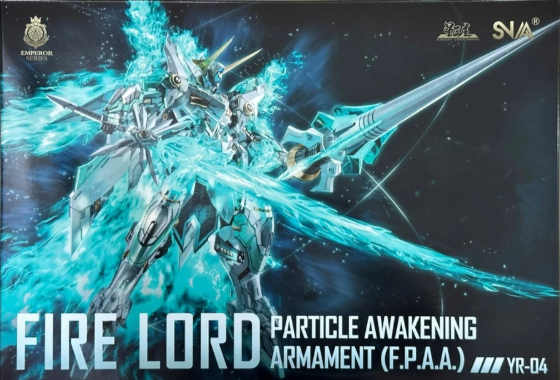 EMPEROR
SERIES
SNAA®
FIRE LORD
PARTICLE AWAKENING
ARMAMENT (F.P.A.A.)
YR-04